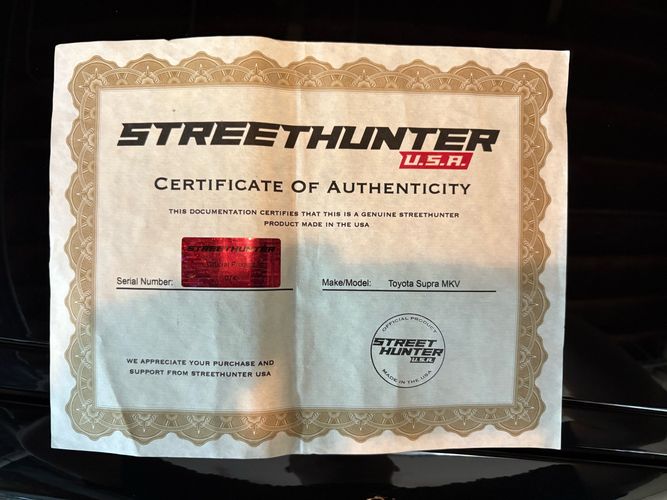 STREETHUNTER
U.S.A.
CERTIFICATE OF AUTHENTICITY
THIS DOCUMENTATION CERTIFIES THAT THIS IS A GENUINE STREETHUNTER
PRODUCT MADE IN THE USA
STREETHUNTER
Serial Number:
Make/Model: Toyota Supra MKV
WE APPRECIATE YOUR PURCHASE AND
SUPPORT FROM STREETHUNTER USA
OFFICIAL PRODUCT
STREET
HUNTER
U.S.A.
MADE IN THE USA